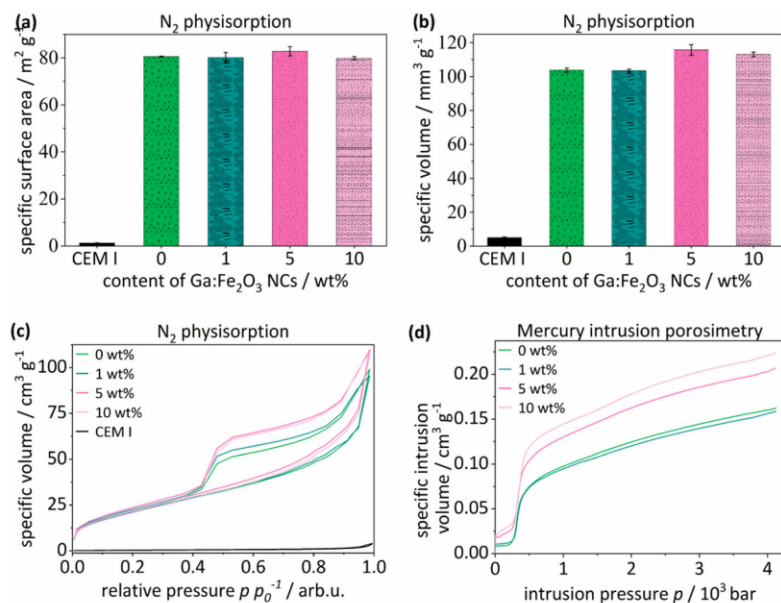 (a)
N₂ physisorption
specific surface area / m² g⁻¹
80
60
40
20
0
CEM I
0
1
5
10
content of Ga:Fe₂O₃ NCs / wt%
(b)
N₂ physisorption
specific volume / mm³ g⁻¹
120
100
80
60
40
20
0
CEM I
0
1
5
10
content of Ga:Fe₂O₃ NCs / wt%
(c)
N₂ physisorption
specific volume / cm³ g⁻¹
100
75
50
25
0
0 wt%
1 wt%
5 wt%
10 wt%
CEM I
0.0
0.2
0.4
0.6
0.8
1.0
relative pressure p p₀⁻¹ / arb.u.
(d)
Mercury intrusion porosimetry
specific intrusion
volume / cm³ g⁻¹
0.20
0.15
0.10
0.05
0.00
0 wt%
1 wt%
5 wt%
10 wt%
0
1
2
3
4
intrusion pressure p / 10³ bar